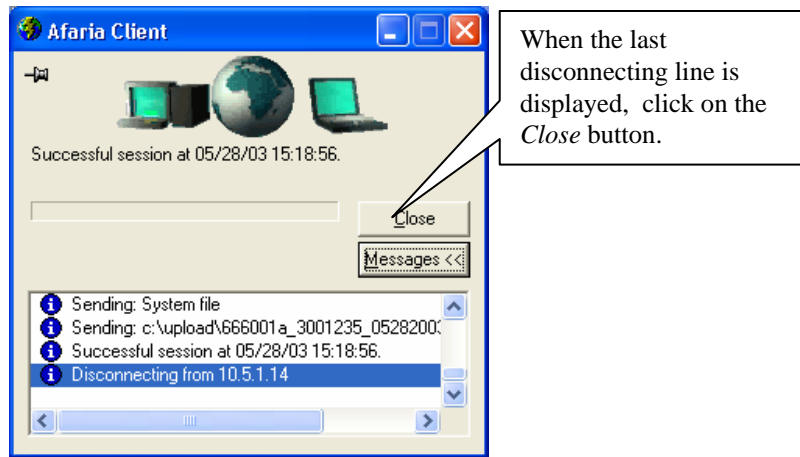 Afaria Client
When the last
disconnecting line is
displayed, click on the
Close button.
Successful session at 05/28/03 15:18:56.
Close
Messages <<
Sending: System file
Sending: c:\upload\666001a_3001235_05282003
Successful session at 05/28/03 15:18:56.
Disconnecting from 10.5.1.14